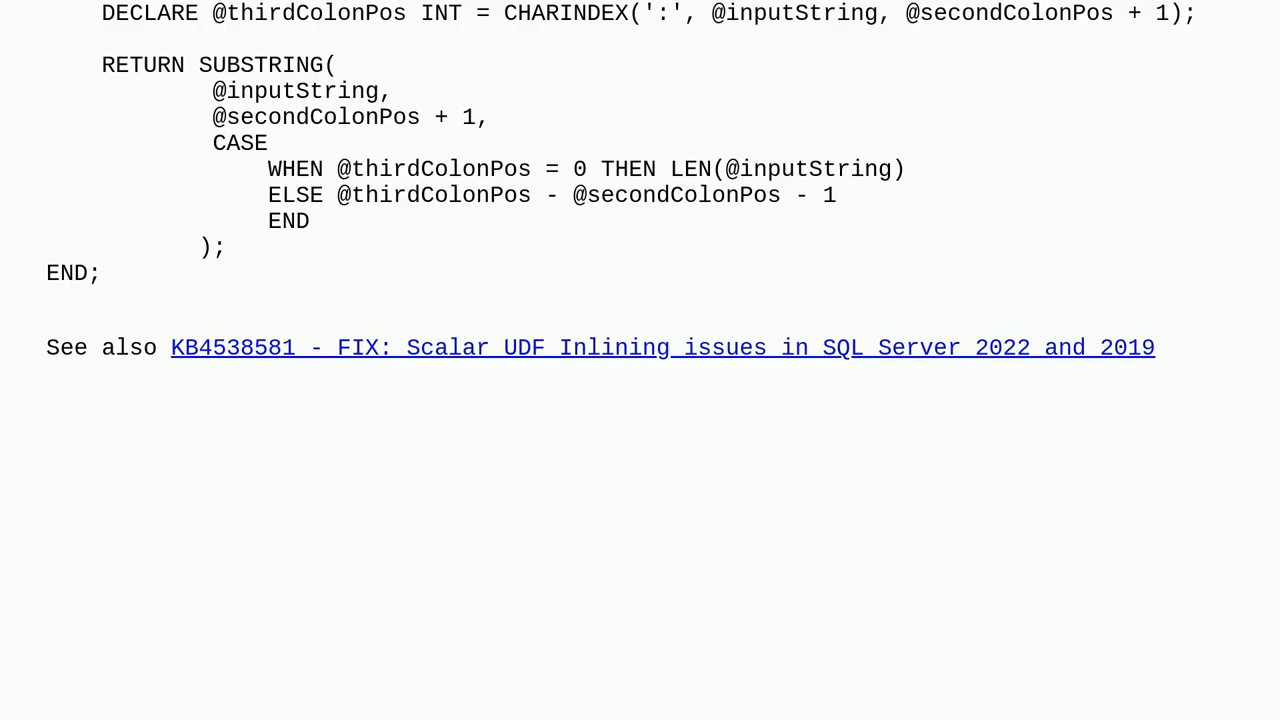 DECLARE @thirdColonPos INT = CHARINDEX(':', @inputString, @secondColonPos + 1);
RETURN SUBSTRING(
@inputString,
@secondColonPos + 1,
CASE
WHEN @thirdColonPos = 0 THEN LEN(@inputString)
ELSE @thirdColonPos - @secondColonPos - 1
END
);
END;
See also KB4538581 - FIX: Scalar UDF Inlining issues in SQL Server 2022 and 2019